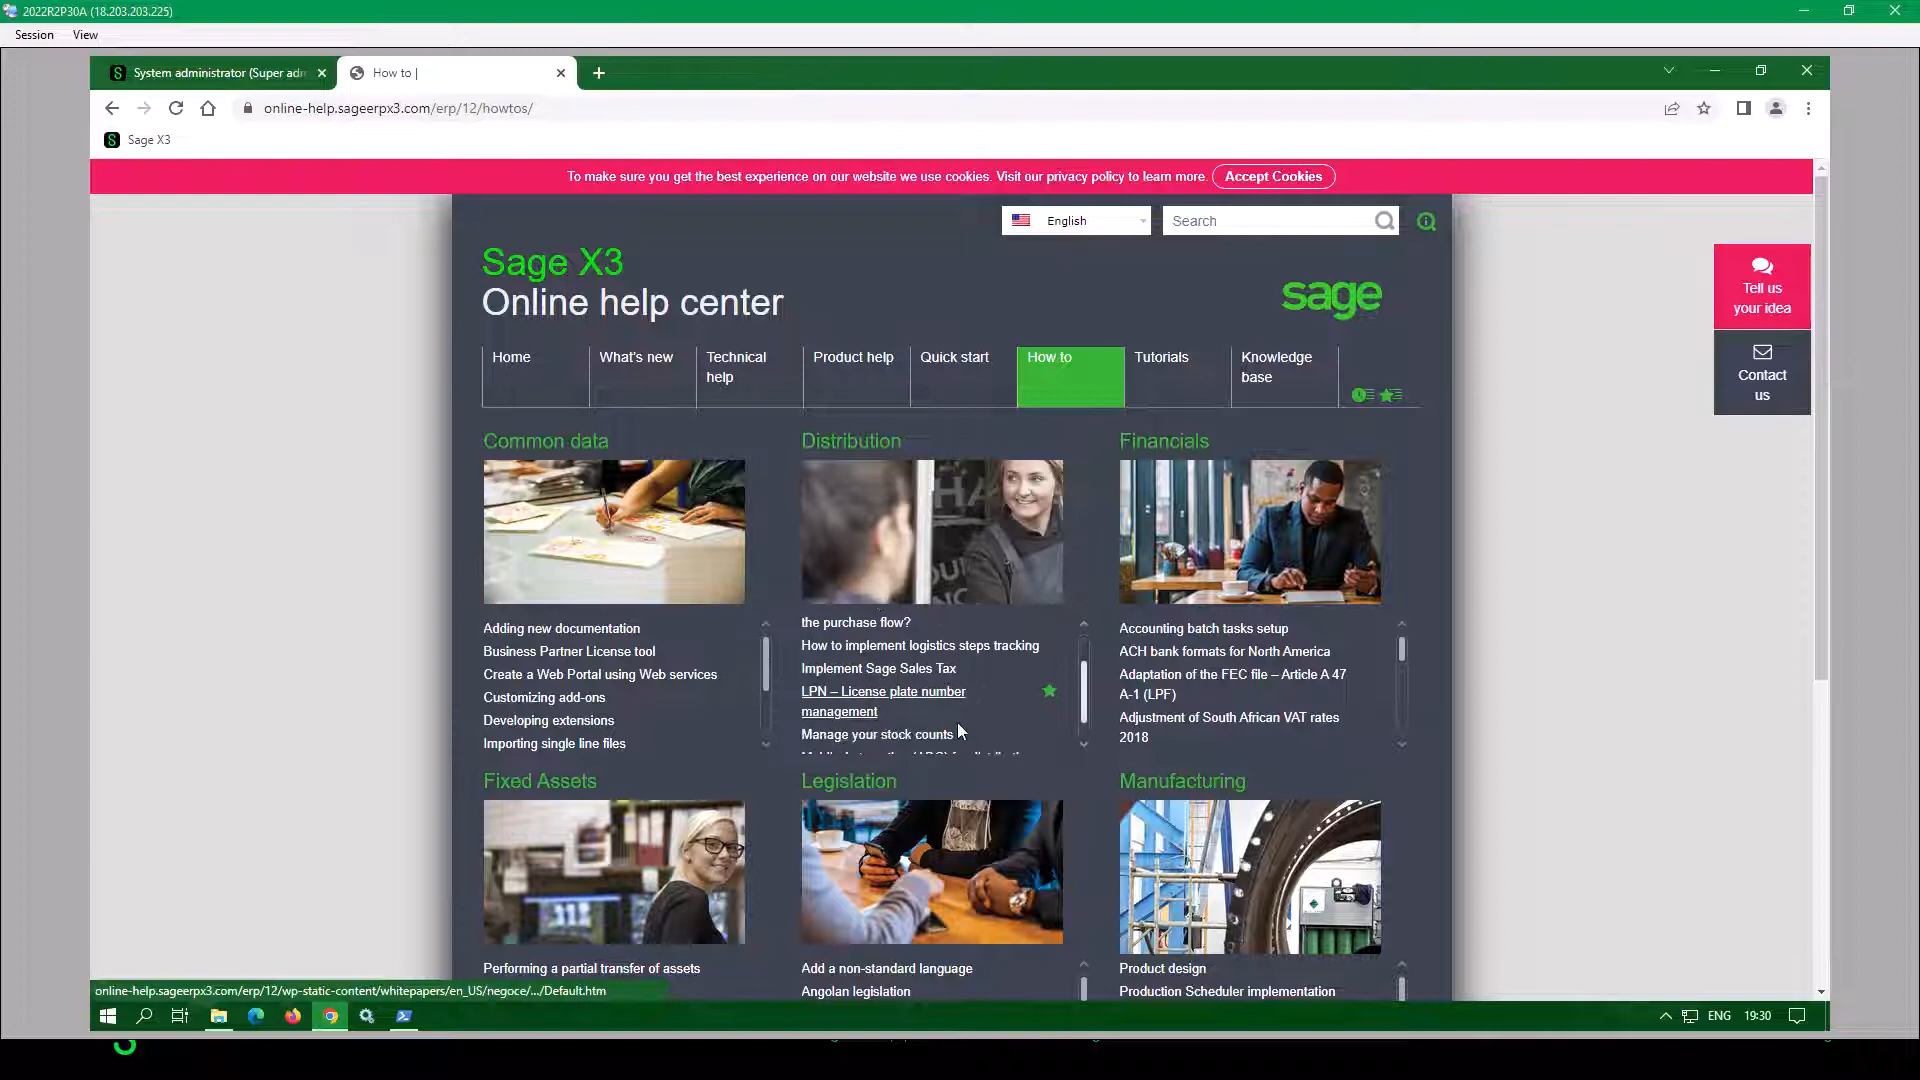 2022R2P30A (18.203.203.225)
Session View
System administrator (Super adr
How to |
online-help.sageerpx3.com/erp/12/howtos/
Sage X3
To make sure you get the best experience on our website we use cookies. Visit our privacy policy to learn more. Accept Cookies
English
Search
Sage X3
Online help center
sage
Tell us
your idea
Contact
us
Home
What's new
Technical
help
Product help
Quick start
How to
Tutorials
Knowledge
base
Common data
Adding new documentation
Business Partner License tool
Create a Web Portal using Web services
Customizing add-ons
Developing extensions
Importing single line files
Distribution
the purchase flow?
How to implement logistics steps tracking
Implement Sage Sales Tax
LPN – License plate number
management
Manage your stock counts
Financials
Accounting batch tasks setup
ACH bank formats for North America
Adaptation of the FEC file – Article A 47
A-1 (LPF)
Adjustment of South African VAT rates
2018
Fixed Assets
Performing a partial transfer of assets
Legislation
Add a non-standard language
Angolan legislation
Manufacturing
Product design
Production Scheduler implementation
online-help.sageerpx3.com/erp/12/wp-static-content/whitepapers/en_US/negoce/.../Default.htm
ENG 19:30